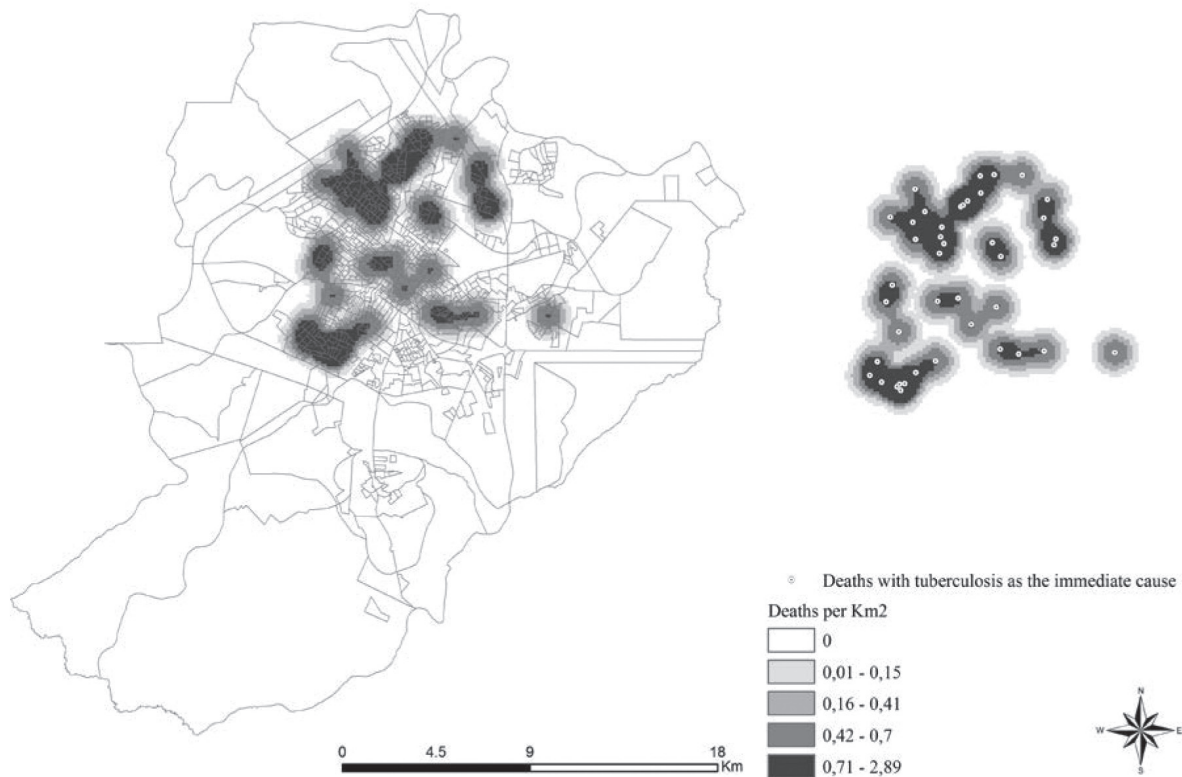 Deaths with tuberculosis as the immediate cause
Deaths per Km2
0
0,01 - 0,15
0,16 - 0,41
0,42 - 0,7
0,71 - 2,89
0 4.5 9 18
Km
N
W E
S